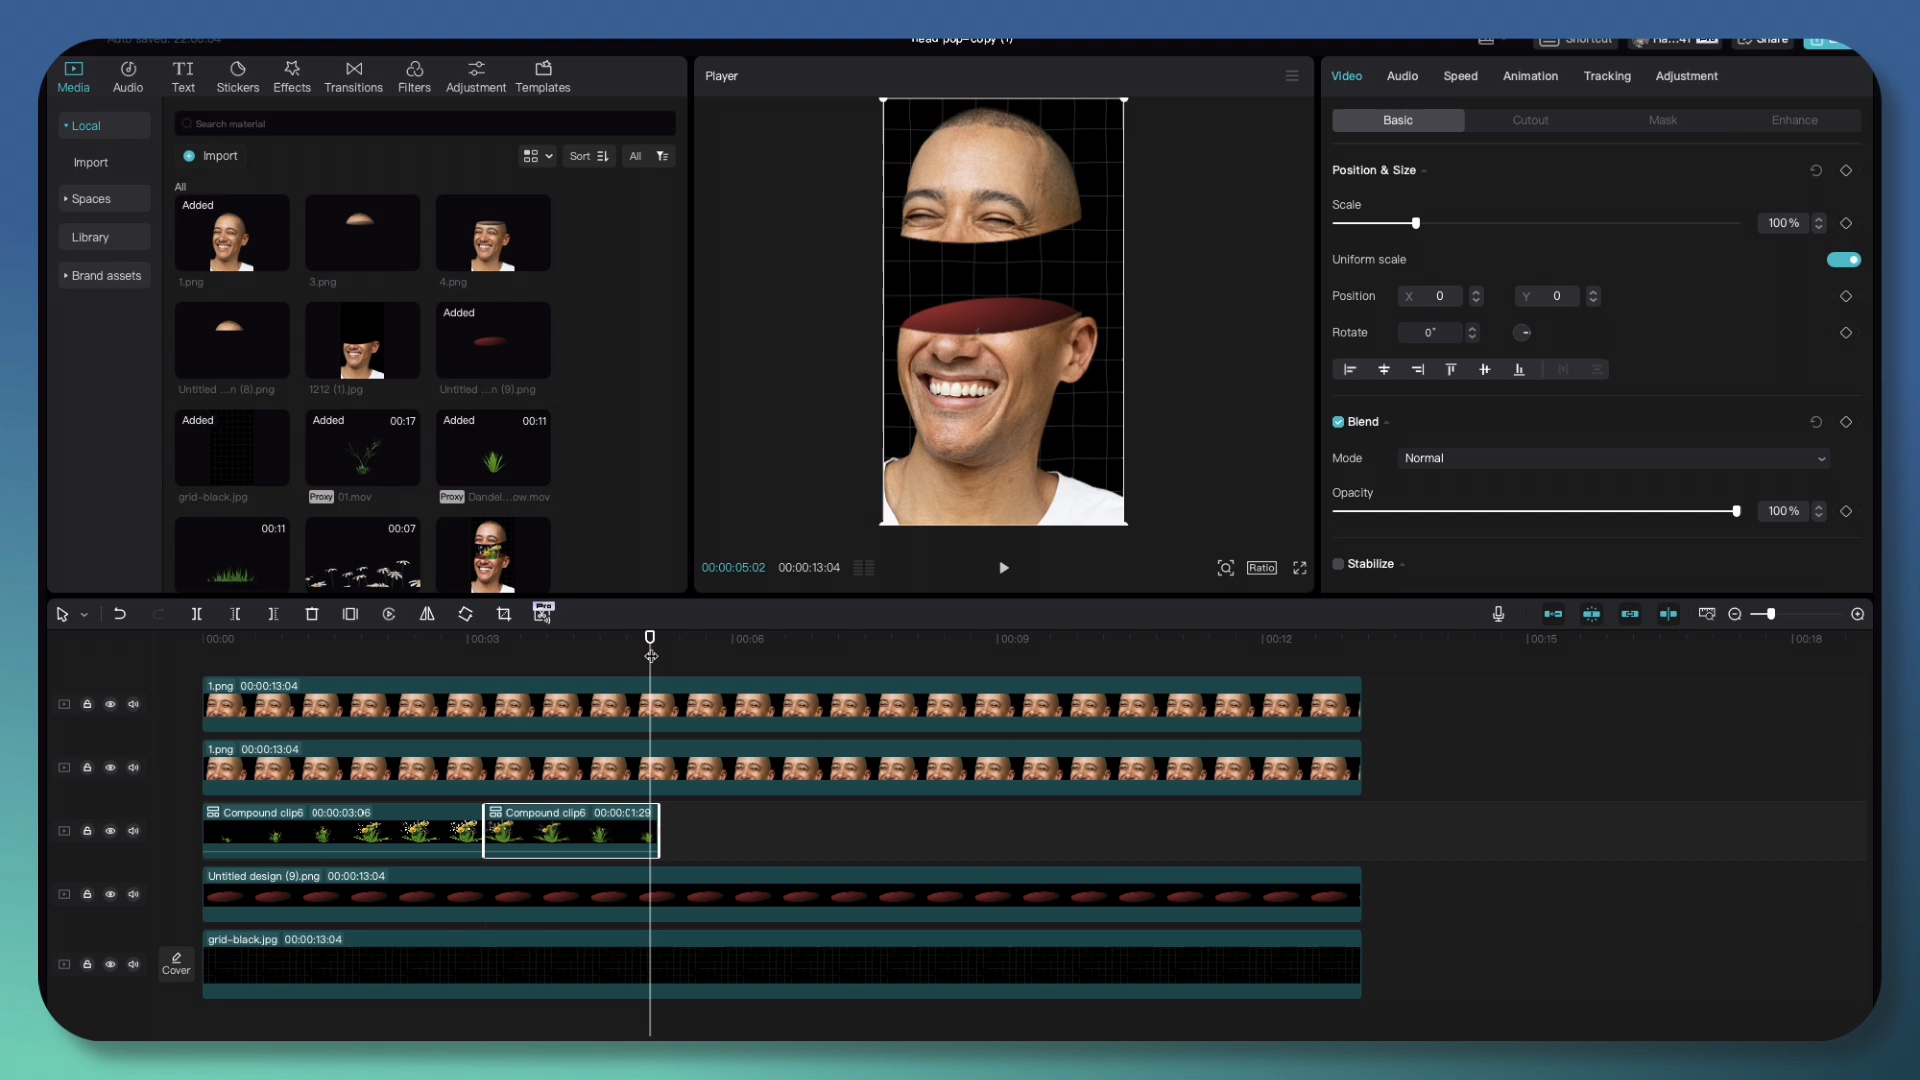 Auto saved: 22:00:04
head pop-copy (1)
Shortcut
Share
Media
Audio
Text
Stickers
Effects
Transitions
Filters
Adjustment
Templates
Local
Import
Spaces
Library
Brand assets
Search material
Import
Sort
All
All
Added
1.png
3.png
4.png
Added
Untitled ...n (8).png
1212 (1).jpg
Untitled ...n (9).png
Added
Added 00:17
Added 00:11
grid-black.jpg
Proxy 01.mov
Proxy Dandel...ow.mov
00:11
00:07
Player
00:00:05:02 00:00:13:04
Ratio
Video
Audio
Speed
Animation
Tracking
Adjustment
Basic
Cutout
Mask
Enhance
Position & Size
Scale
100%
Uniform scale
Position X 0 Y 0
Rotate 0°
Blend
Mode Normal
Opacity
100%
Stabilize
Pro
00:00
00:03
00:06
00:09
00:12
00:15
00:18
1.png 00:00:13:04
1.png 00:00:13:04
Compound clip6 00:00:03:06
Compound clip6 00:00:01:29
Untitled design (9).png 00:00:13:04
grid-black.jpg 00:00:13:04
Cover